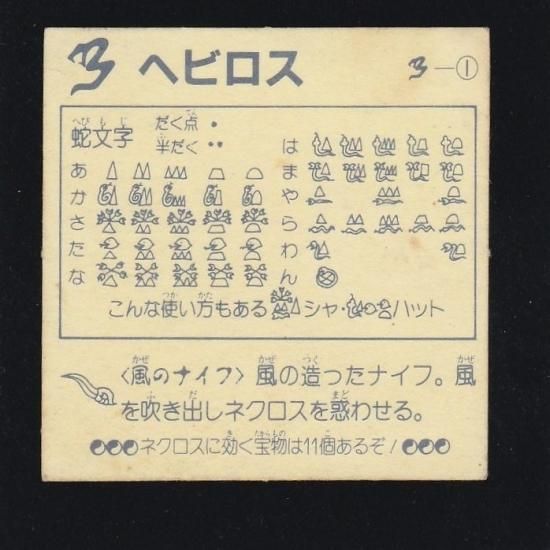 ヘビロス
ろ—①
蛇文字 だく点 •
半だく ••
あ
か
さ
た
な
は
ま
や
ら
わ
ん
こんな使い方もある シャ・ハット
〈風のナイフ〉風の造ったナイフ。風
を吹き出しネクロスを惑わせる。
ネクロスに効く宝物は11個あるぞ!